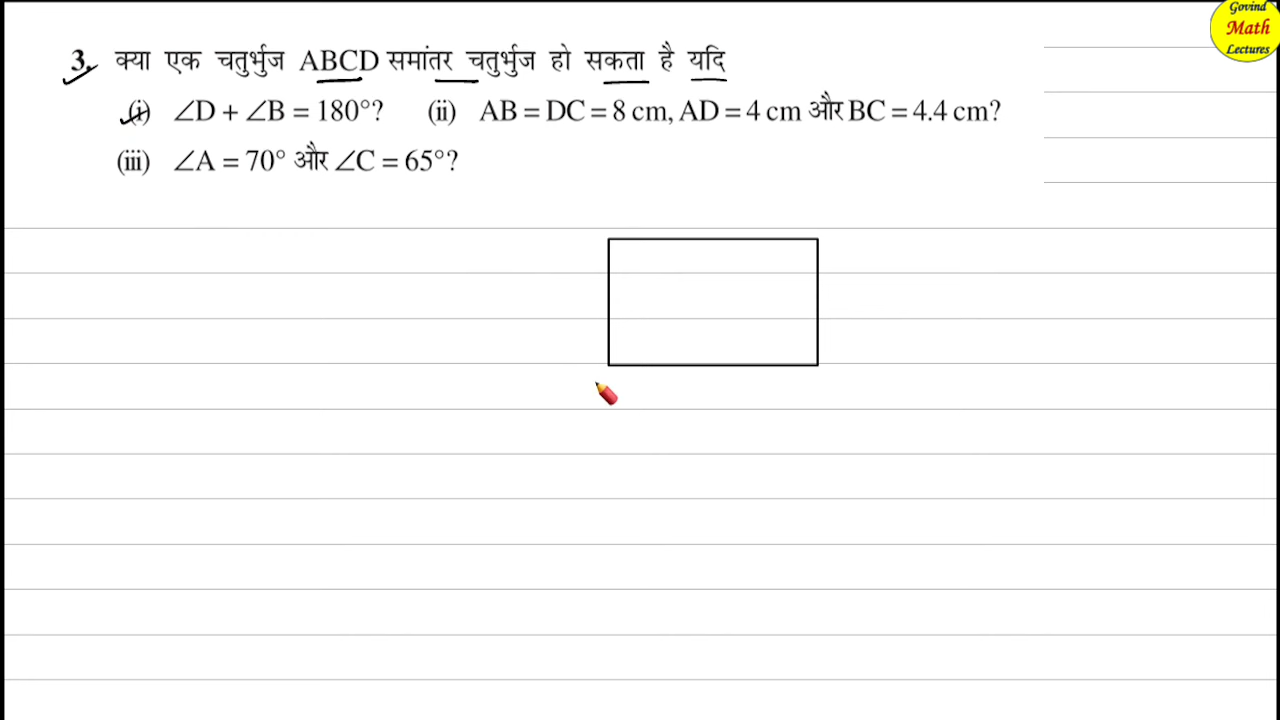 Govind
Math
Lectures
3. क्या एक चतुर्भुज ABCD समांतर चतुर्भुज हो सकता है यदि
(i) ∠D + ∠B = 180°? (ii) AB = DC = 8 cm, AD = 4 cm और BC = 4.4 cm?
(iii) ∠A = 70° और ∠C = 65°?